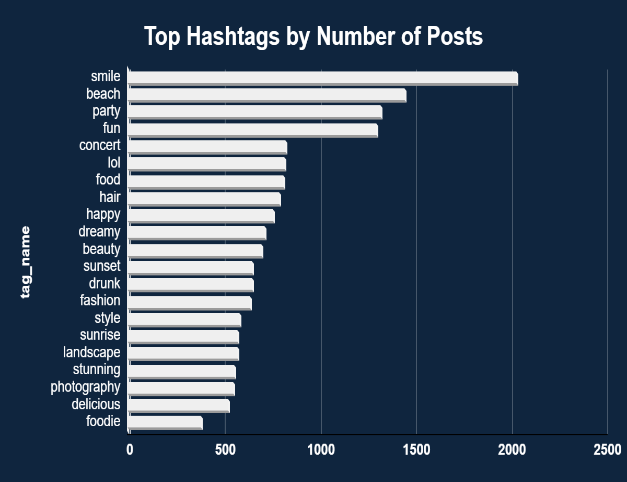 Top Hashtags by Number of Posts
tag_name
smile
beach
party
fun
concert
lol
food
hair
happy
dreamy
beauty
sunset
drunk
fashion
style
sunrise
landscape
stunning
photography
delicious
foodie
0 500 1000 1500 2000 2500